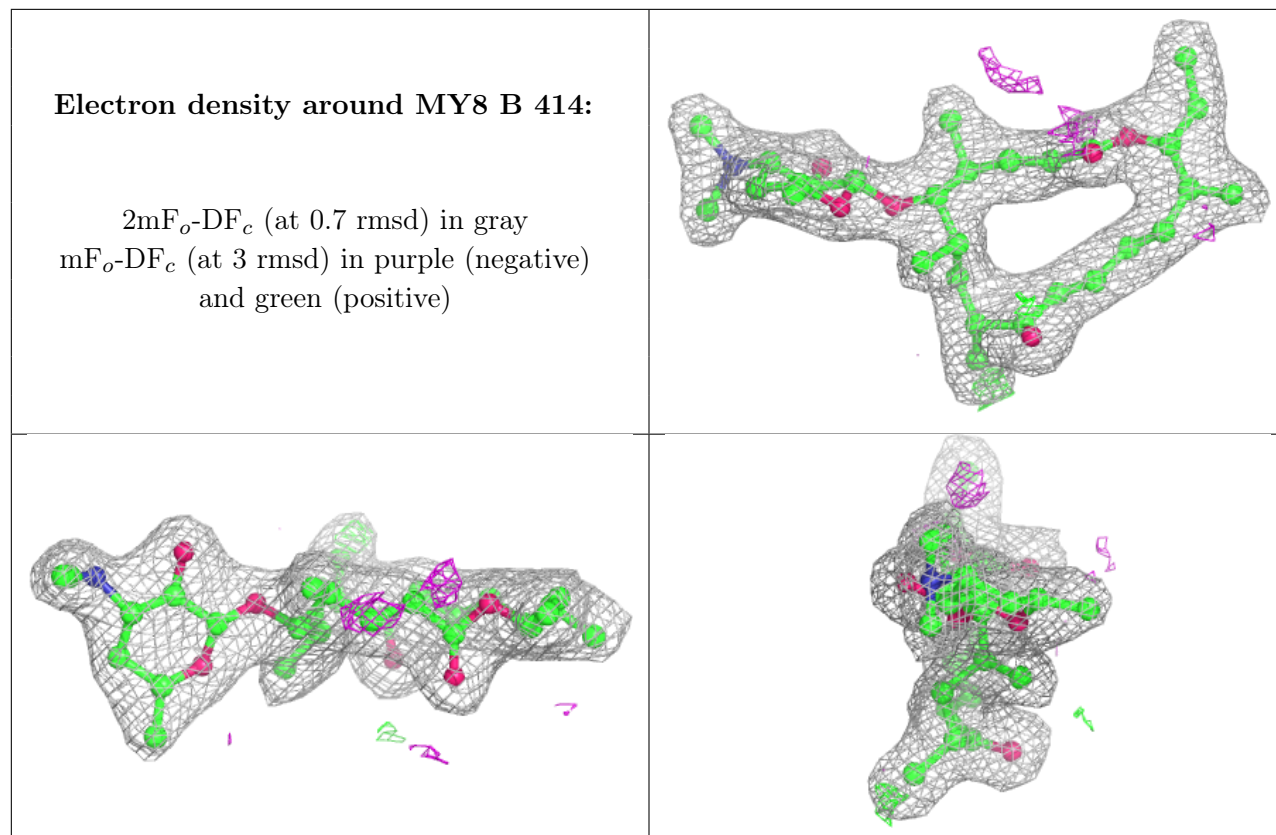 Electron density around MY8 B 414:
2mFₒ-DF𝒸 (at 0.7 rmsd) in gray
mFₒ-DF𝒸 (at 3 rmsd) in purple (negative)
and green (positive)